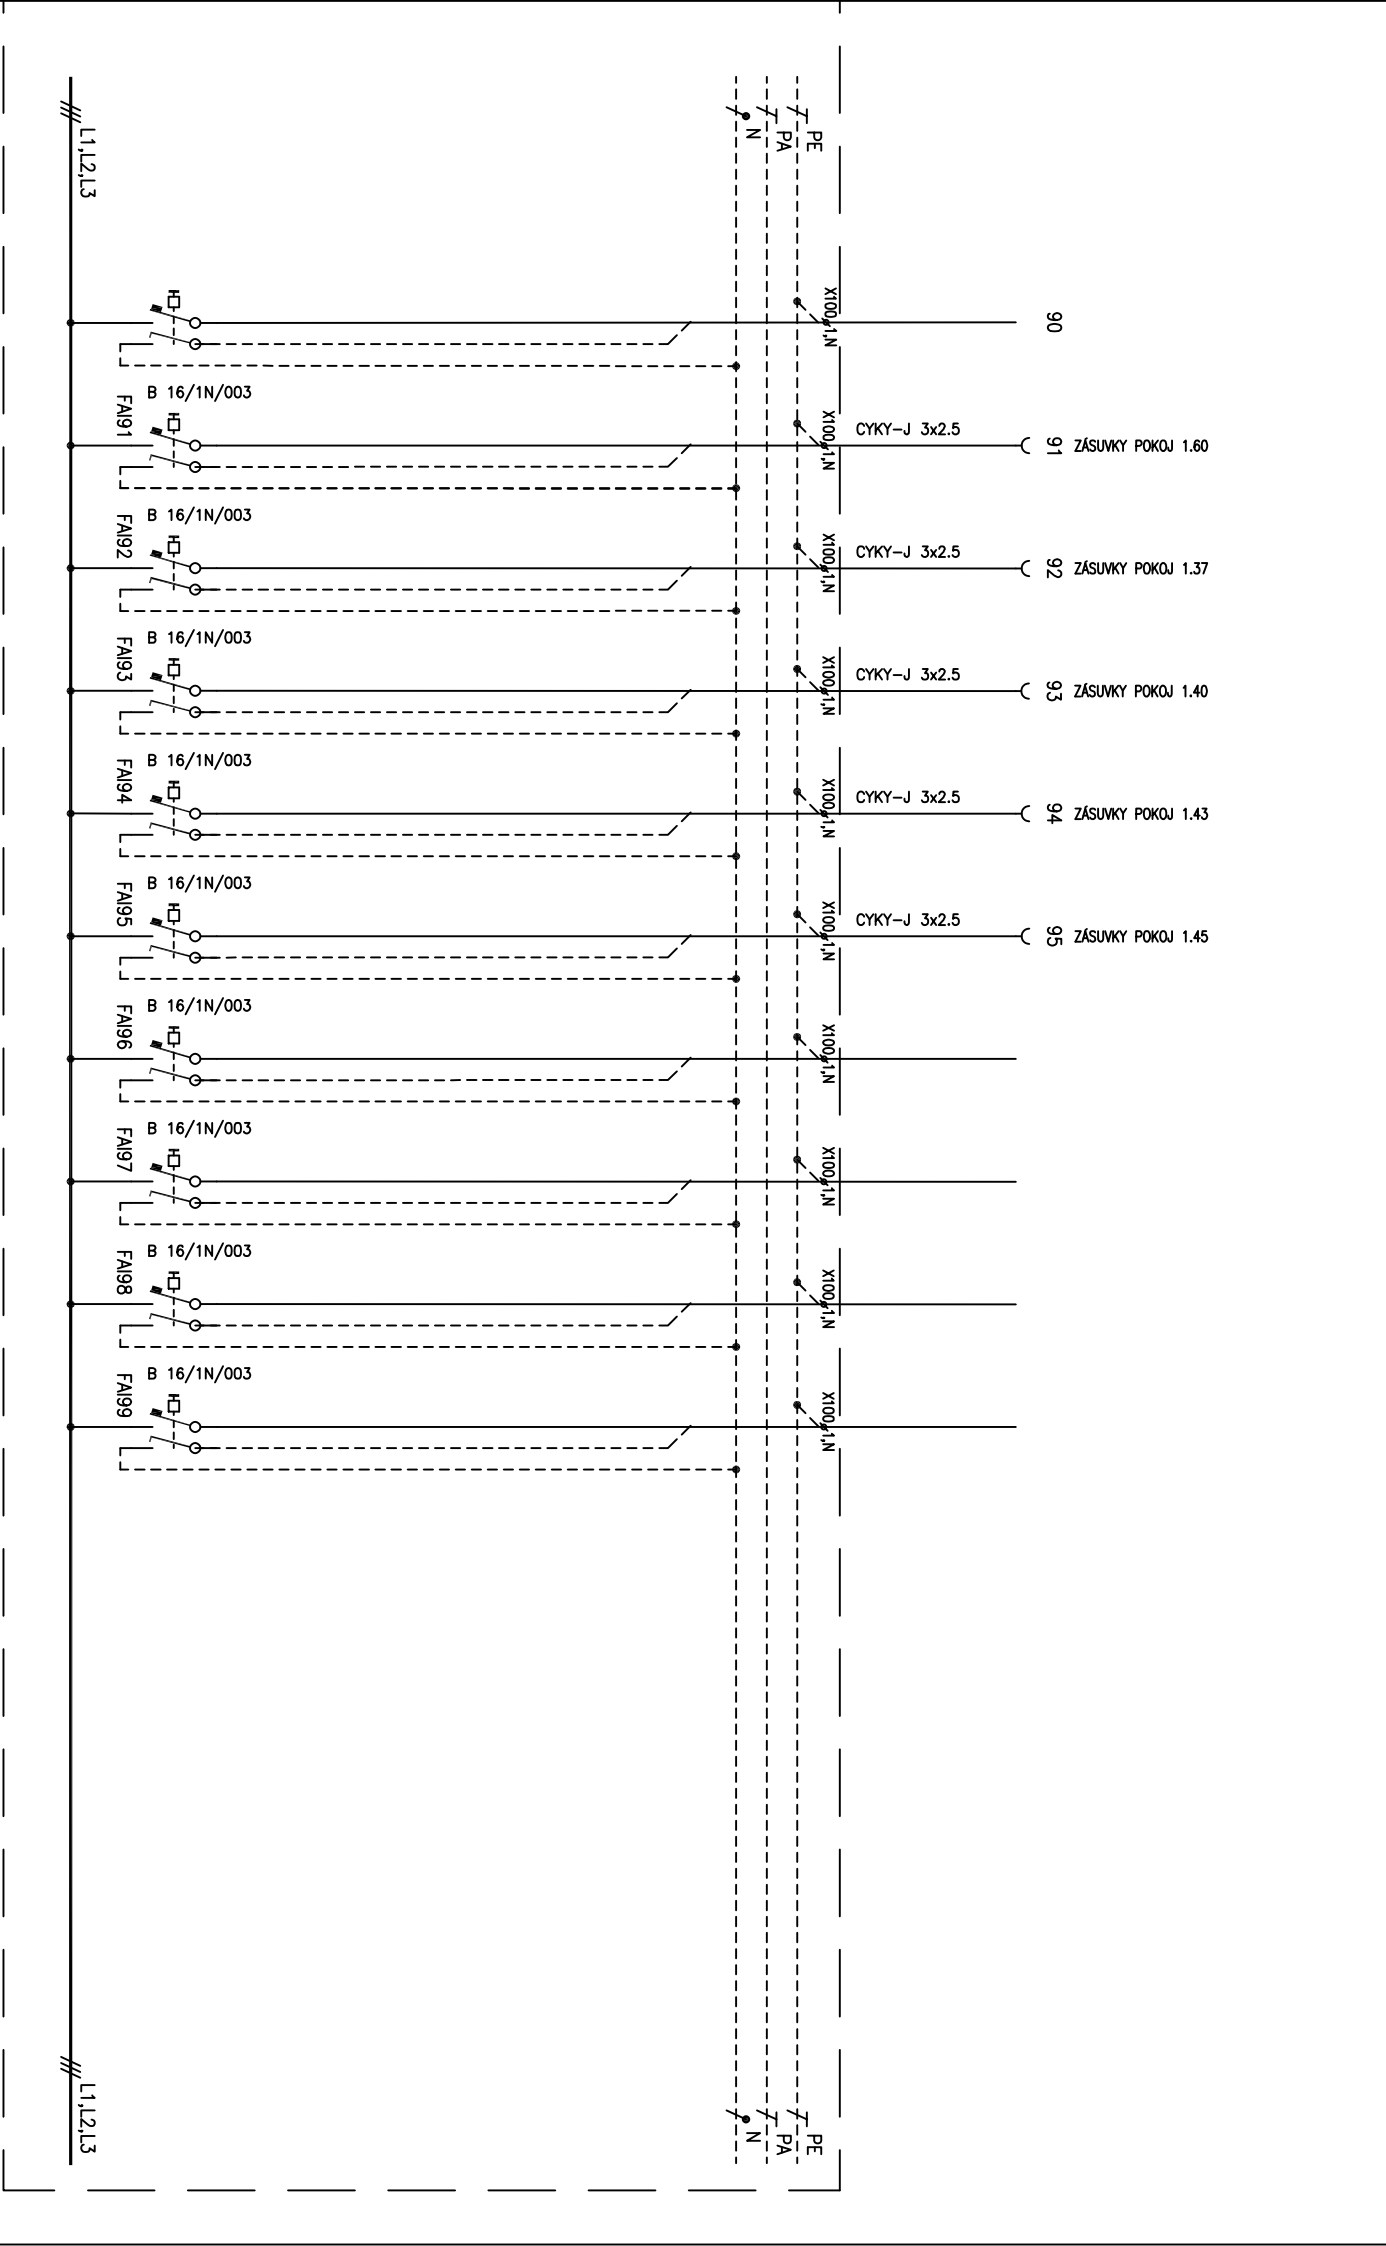 L1,L2,L3
N
PA
PE
X100 1,N
90
B 16/1N/003
FAI91
X100 1,N
CYKY-J 3x2.5
91 ZÁSUVKY POKOJ 1.60
B 16/1N/003
FAI92
X100 1,N
CYKY-J 3x2.5
92 ZÁSUVKY POKOJ 1.37
B 16/1N/003
FAI93
X100 1,N
CYKY-J 3x2.5
93 ZÁSUVKY POKOJ 1.40
B 16/1N/003
FAI94
X100 1,N
CYKY-J 3x2.5
94 ZÁSUVKY POKOJ 1.43
B 16/1N/003
FAI95
X100 1,N
CYKY-J 3x2.5
95 ZÁSUVKY POKOJ 1.45
B 16/1N/003
FAI96
X100 1,N
B 16/1N/003
FAI97
X100 1,N
B 16/1N/003
FAI98
X100 1,N
B 16/1N/003
FAI99
X100 1,N
L1,L2,L3
N
PA
PE